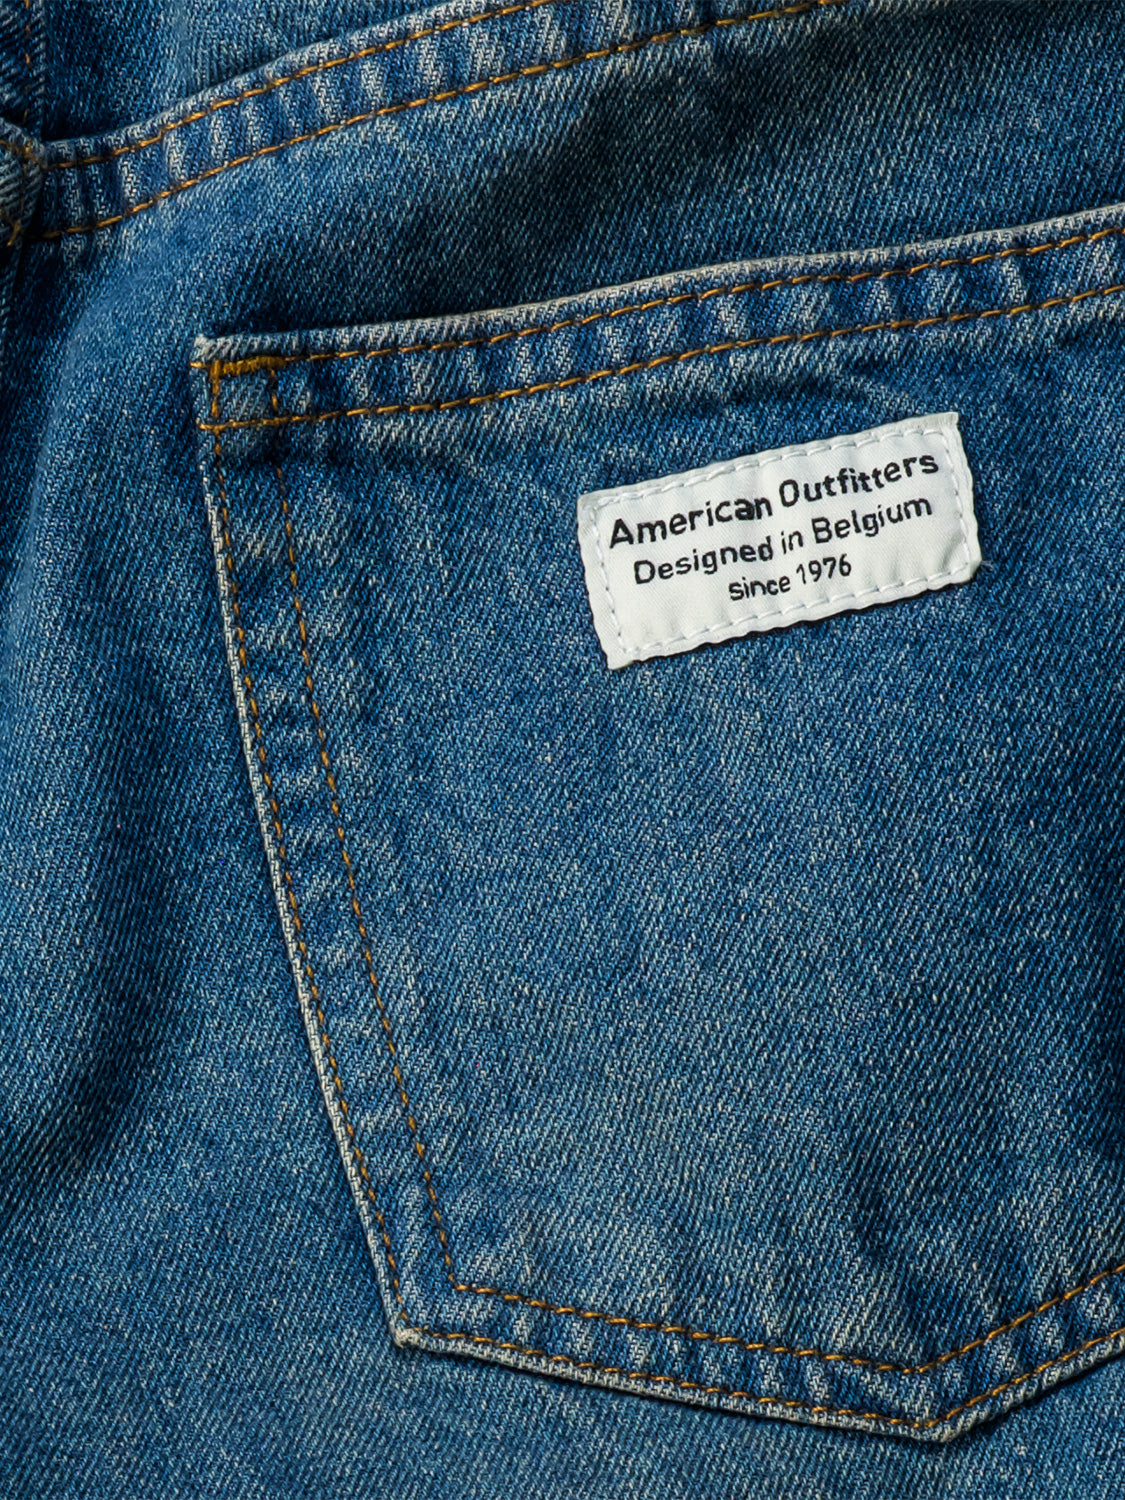 American Outfitters
Designed in Belgium
since 1976